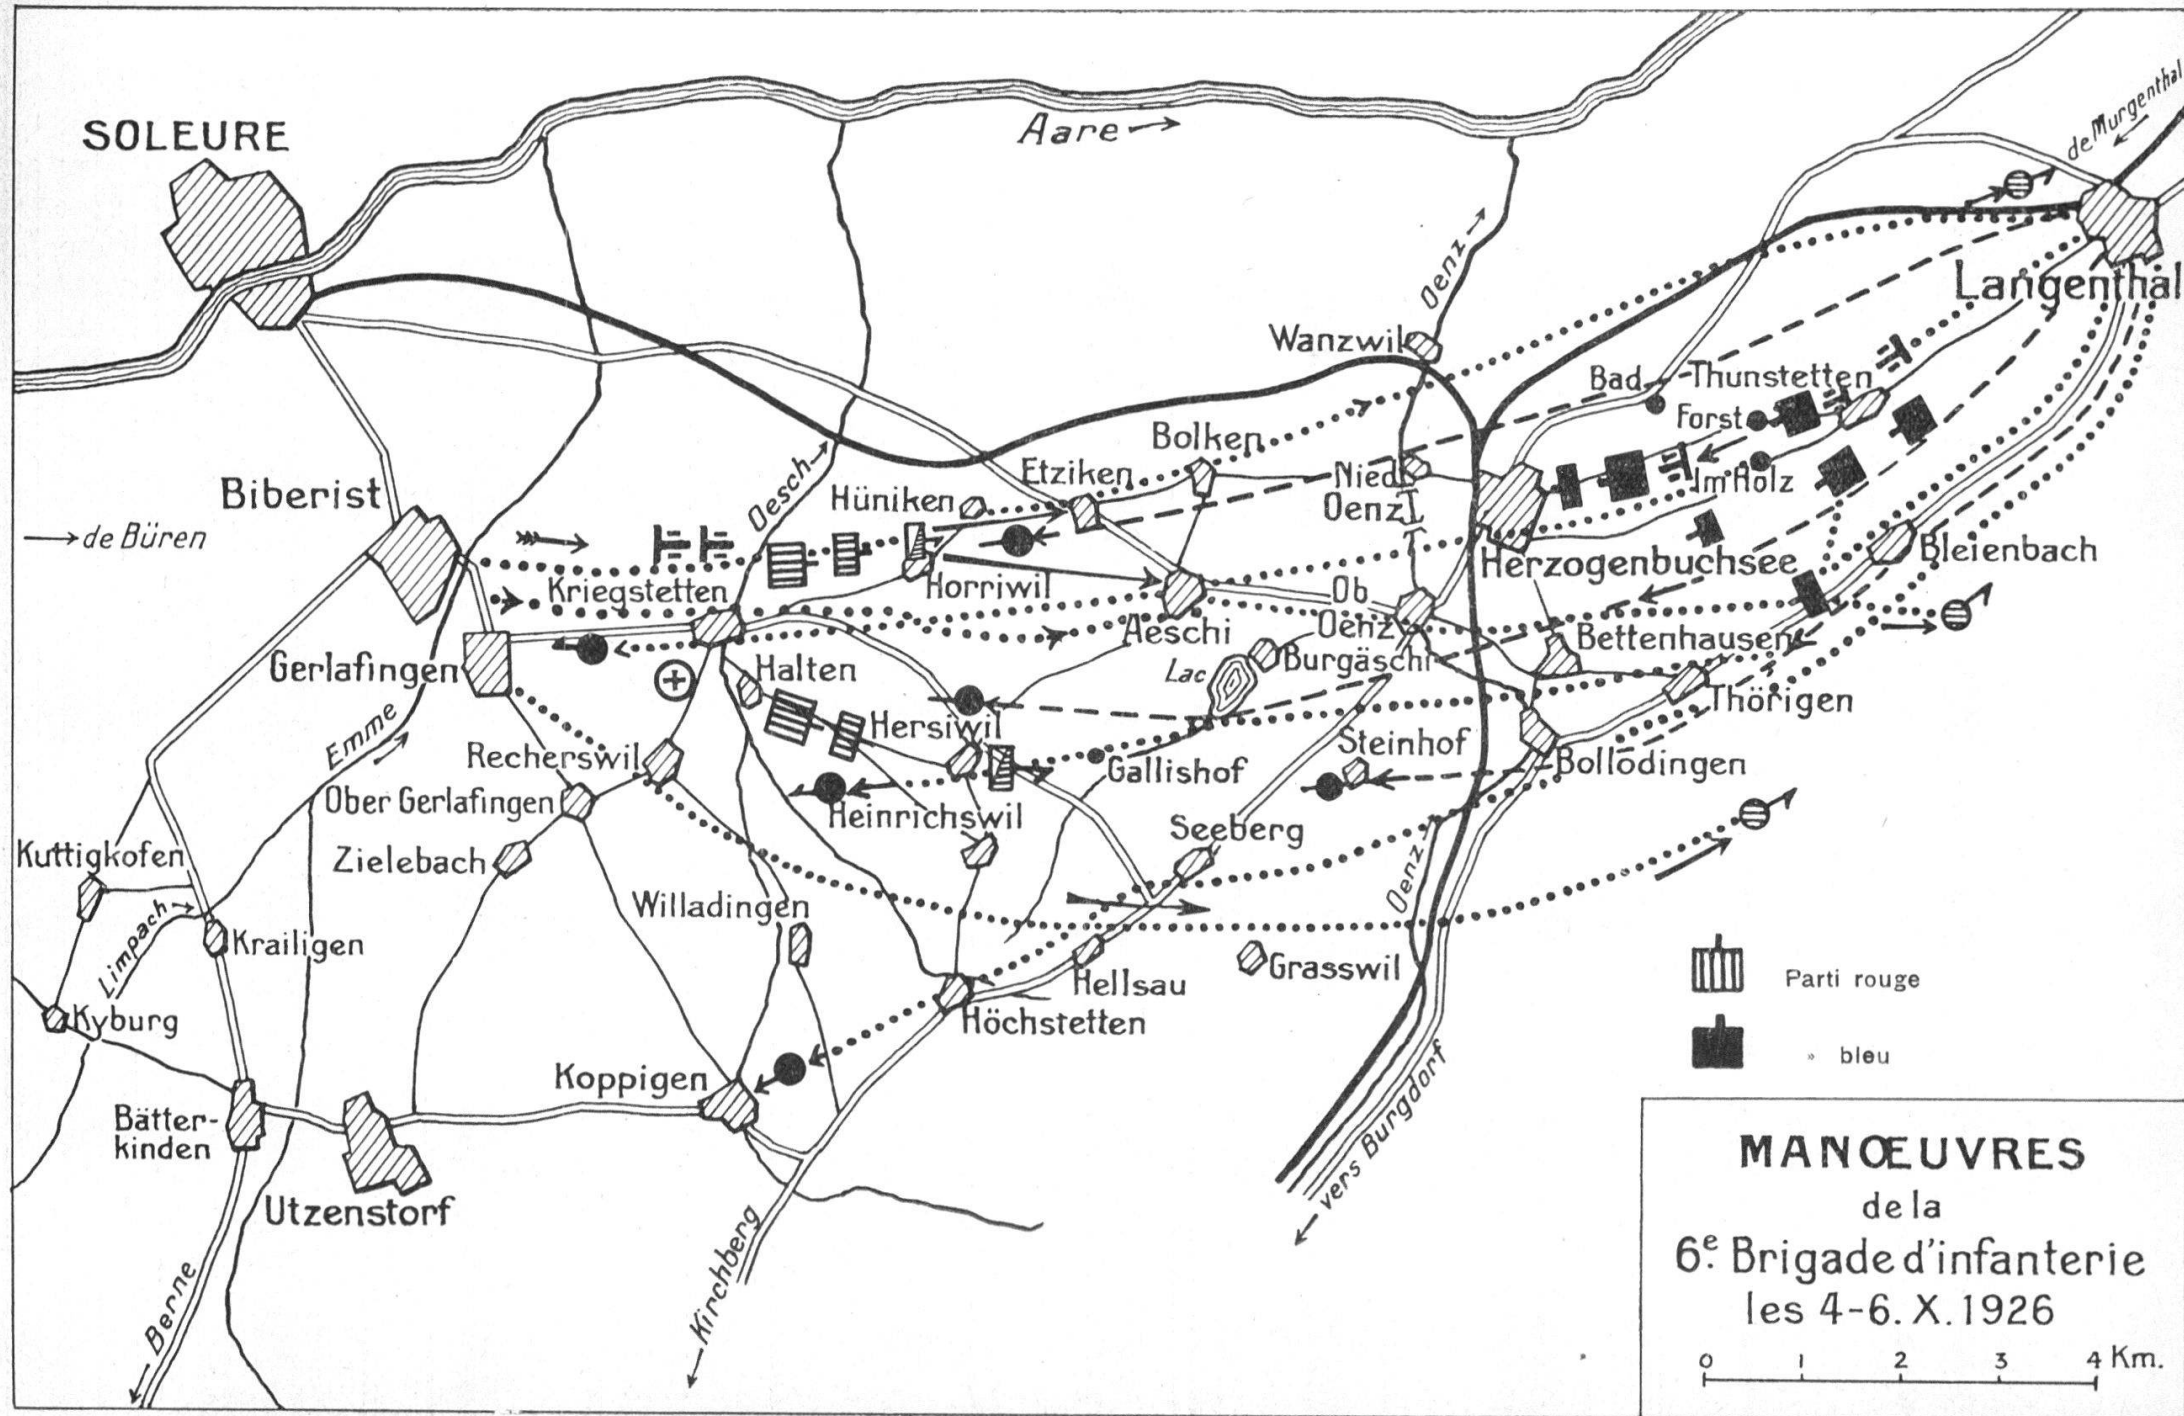 SOLEURE
Aare
de Murgenthal
Langenthal
Oenz
Wanzwil
Bad
Thunstetten
Forst
Im Holz
Bolken
Nied
Oenz
Etziken
Hüniken
Oesch
Biberist
de Büren
Horriwil
Kriegstetten
Herzogenbuchsee
Bleienbach
Aeschi
Ob
Oenz
Bettenhausen
Burgäschi
Lac
Gerlafingen
Halten
Thörigen
Emme
Hersiwil
Recherswil
Steinhof
Gallishof
Bollodingen
Ober Gerlafingen
Heinrichswil
Seeberg
Zielebach
Kuttigkofen
Oenz
Willadingen
Limpach
Krailigen
Grasswil
Hellsau
Kyburg
Höchstetten
Koppigen
Bätter-
kinden
vers Burgdorf
Utzenstorf
Berne
Kirchberg
Parti rouge
» bleu
MANŒUVRES
de la
6e. Brigade d'infanterie
les 4-6. X. 1926
0 1 2 3 4 Km.